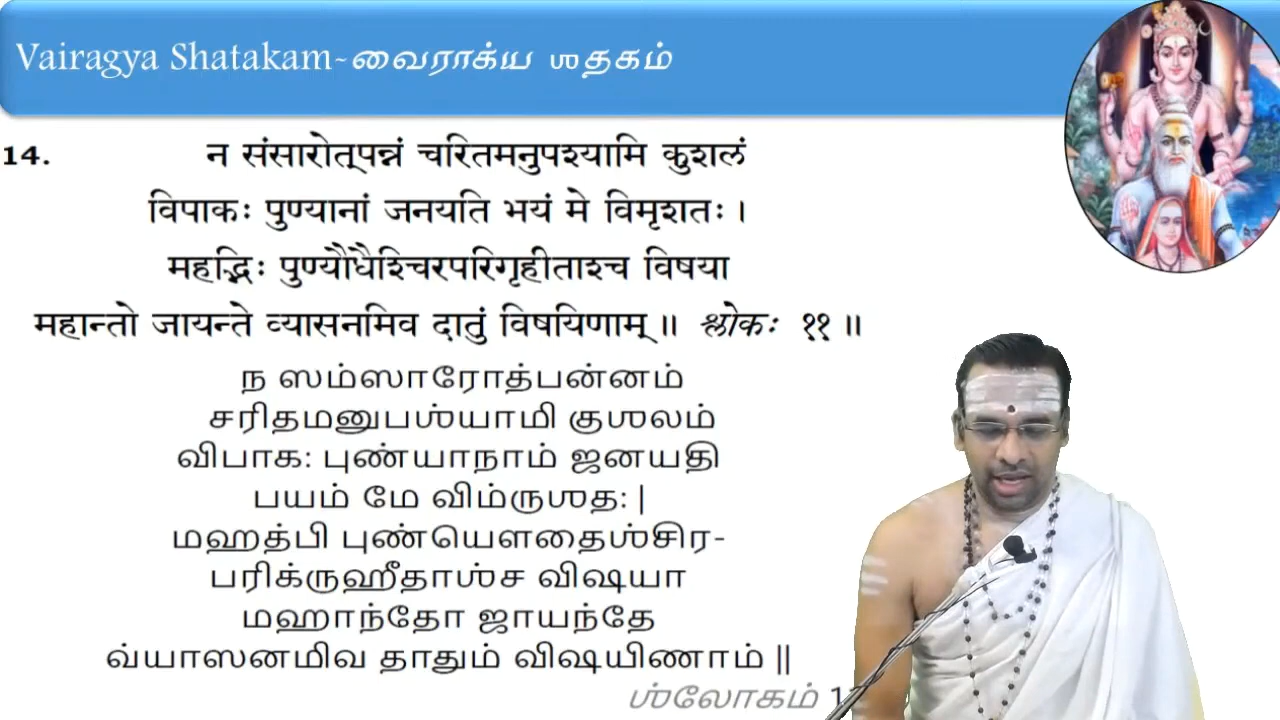 Vairagya Shatakam-வைராக்ய ஶதகம்
14. न संसारोत्पन्नं चरितमनुपश्यामि कुशलं
विपाकः पुण्यानां जनयति भयं मे विमृशतः ।
महद्भिः पुण्यौधैश्चिरपरिगृहीताश्च विषया
महान्तो जायन्ते व्यासनमिव दातुं विषयिणाम् ॥ श्लोकः ११ ॥
ந ஸம்ஸாரோத்பன்னம்
சரிதமனுபஶ்யாமி குஶலம்
விபாக: புண்யாநாம் ஜனயதி
பயம் மே விம்ருஶத: |
மஹத்பி புண்யௌதைஶ்சிர-
பரிக்ருஹீதாஶ்ச விஷயா
மஹாந்தோ ஜாயந்தே
வ்யாஸனமிவ தாதும் விஷயிணாம் ||
ஶ்லோகம்